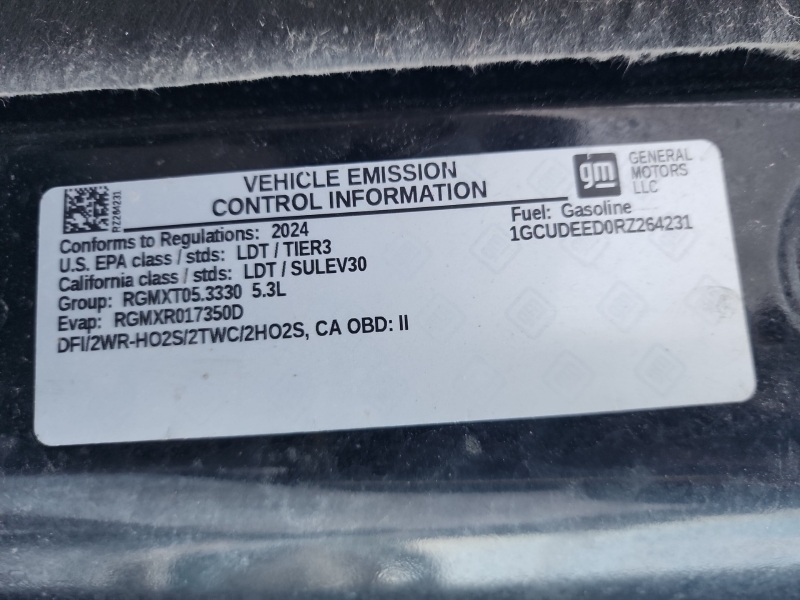 VEHICLE EMISSION
CONTROL INFORMATION
gm
GENERAL
MOTORS
LLC
RZ264231
Conforms to Regulations: 2024
U.S. EPA class / stds: LDT / TIER3
California class / stds: LDT / SULEV30
Group: RGMXT05.3330 5.3L
Evap: RGMXR017350D
DFI/2WR-HO2S/2TWC/2HO2S, CA OBD: II
Fuel: Gasoline
1GCUDEED0RZ264231